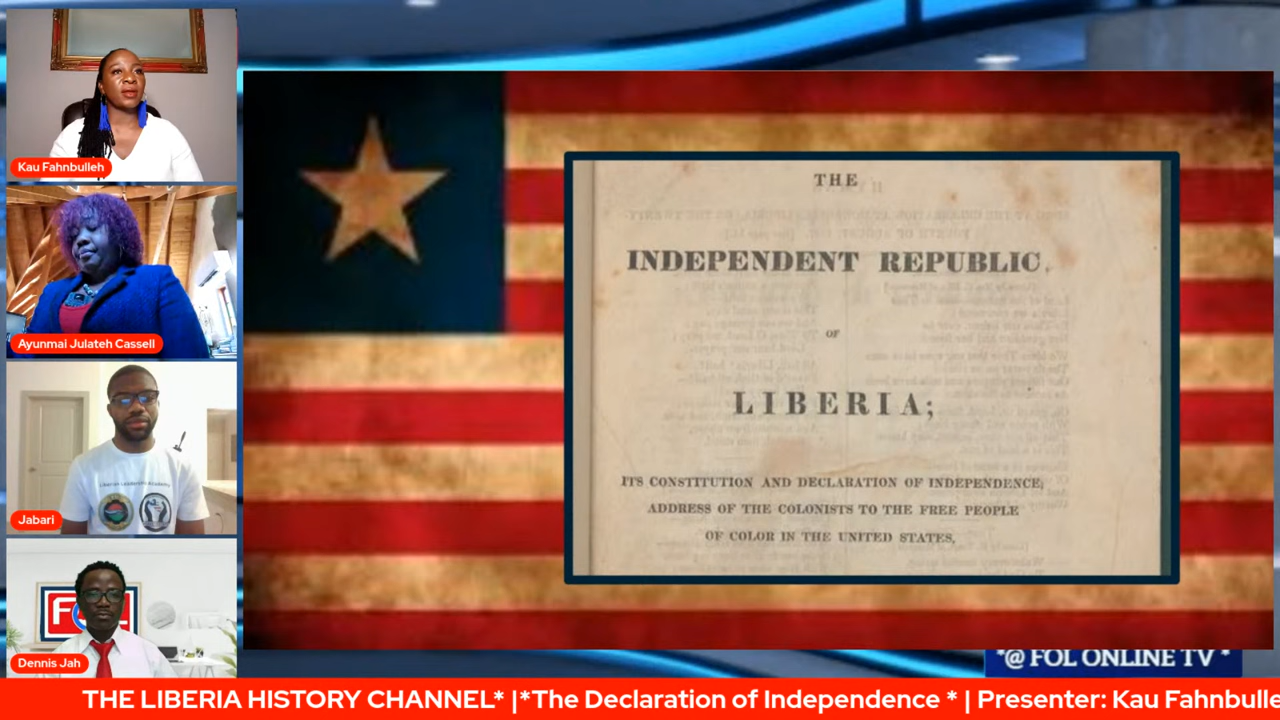 Kau Fahnbulleh
Ayunmai Julateh Cassell
Jabari
Dennis Jah
THE
INDEPENDENT REPUBLIC
OF
LIBERIA;
ITS CONSTITUTION AND DECLARATION OF INDEPENDENCE;
ADDRESS OF THE COLONISTS TO THE FREE PEOPLE
OF COLOR IN THE UNITED STATES,
*@ FOL ONLINE TV *
THE LIBERIA HISTORY CHANNEL* |*The Declaration of Independence * | Presenter: Kau Fahnbulle